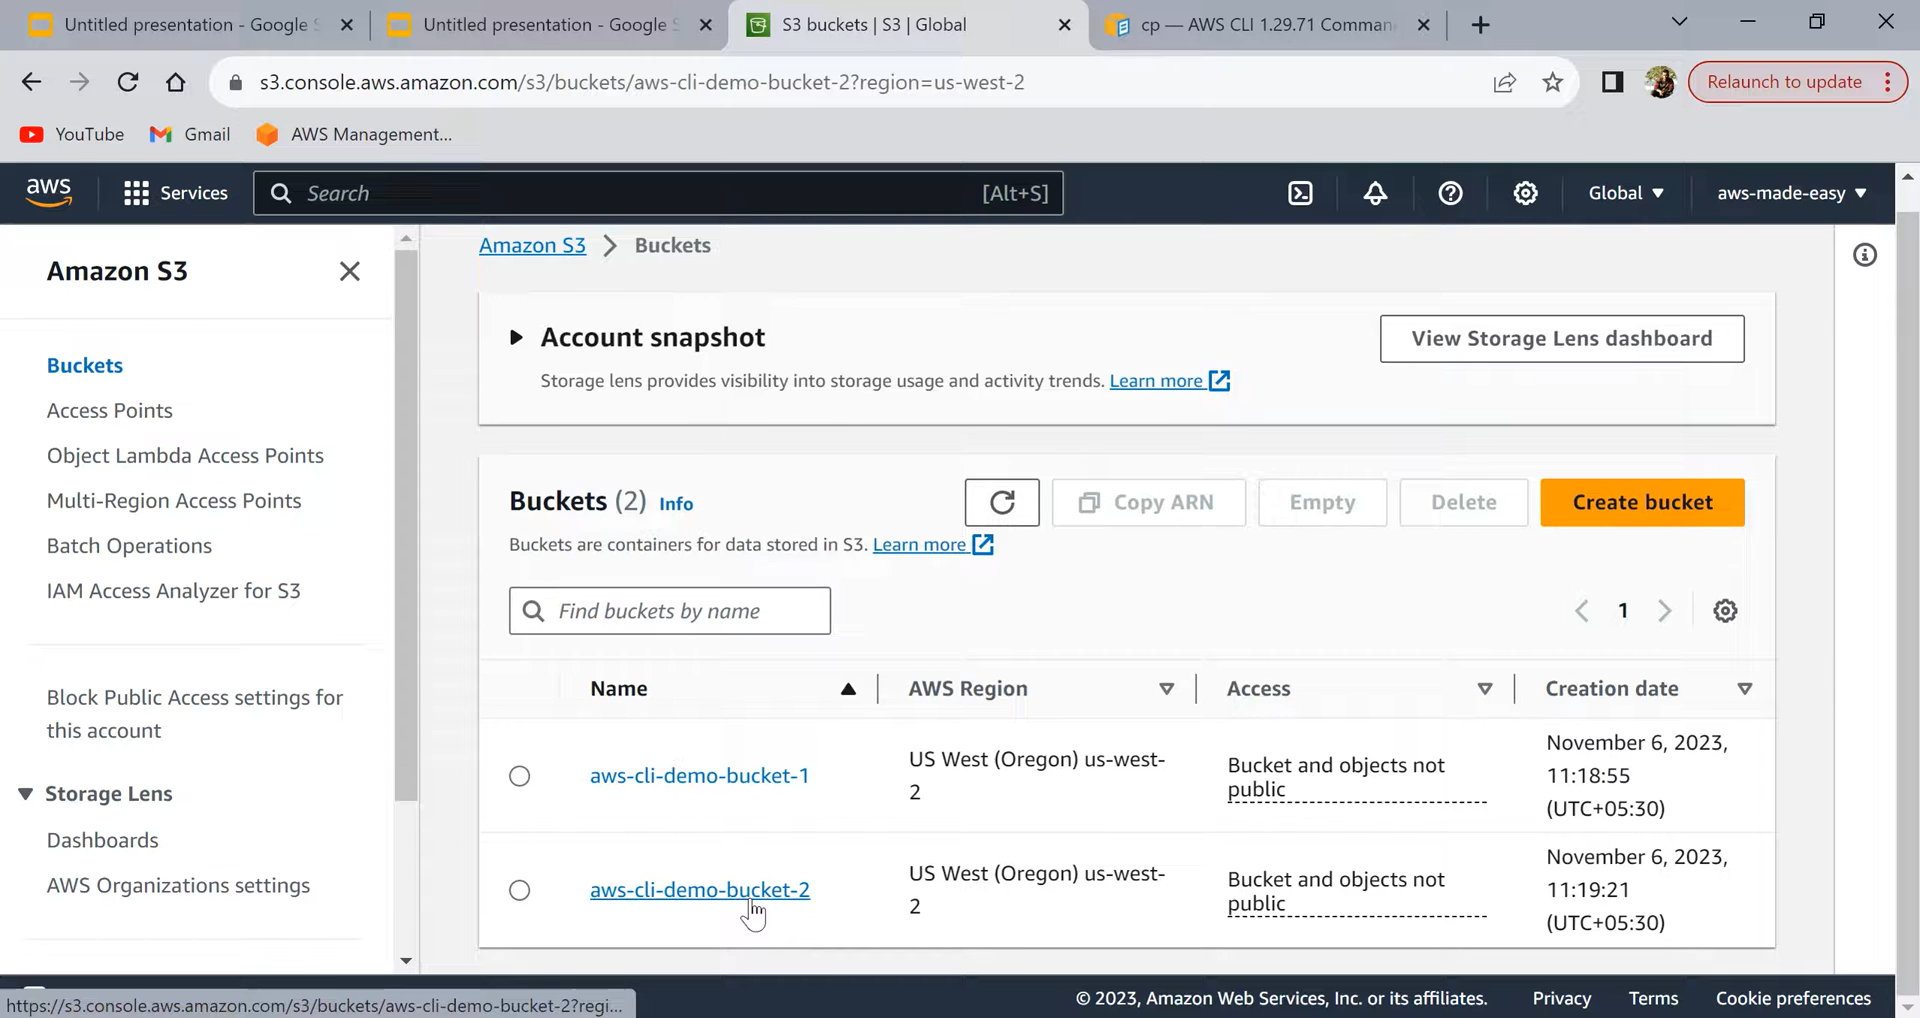 Untitled presentation - Google S
Untitled presentation - Google S
S3 buckets | S3 | Global
cp — AWS CLI 1.29.71 Comman
s3.console.aws.amazon.com/s3/buckets/aws-cli-demo-bucket-2?region=us-west-2
Relaunch to update
YouTube
Gmail
AWS Management...
aws
Services
Search
[Alt+S]
Global
aws-made-easy
Amazon S3
Buckets
Access Points
Object Lambda Access Points
Multi-Region Access Points
Batch Operations
IAM Access Analyzer for S3
Block Public Access settings for
this account
Storage Lens
Dashboards
AWS Organizations settings
Amazon S3
Buckets
Account snapshot
View Storage Lens dashboard
Storage lens provides visibility into storage usage and activity trends. Learn more
Buckets (2) Info
Copy ARN
Empty
Delete
Create bucket
Buckets are containers for data stored in S3. Learn more
Find buckets by name
1
Name
AWS Region
Access
Creation date
aws-cli-demo-bucket-1
US West (Oregon) us-west-
2
Bucket and objects not
public
November 6, 2023,
11:18:55
(UTC+05:30)
aws-cli-demo-bucket-2
US West (Oregon) us-west-
2
Bucket and objects not
public
November 6, 2023,
11:19:21
(UTC+05:30)
https://s3.console.aws.amazon.com/s3/buckets/aws-cli-demo-bucket-2?regi...
© 2023, Amazon Web Services, Inc. or its affiliates.
Privacy
Terms
Cookie preferences